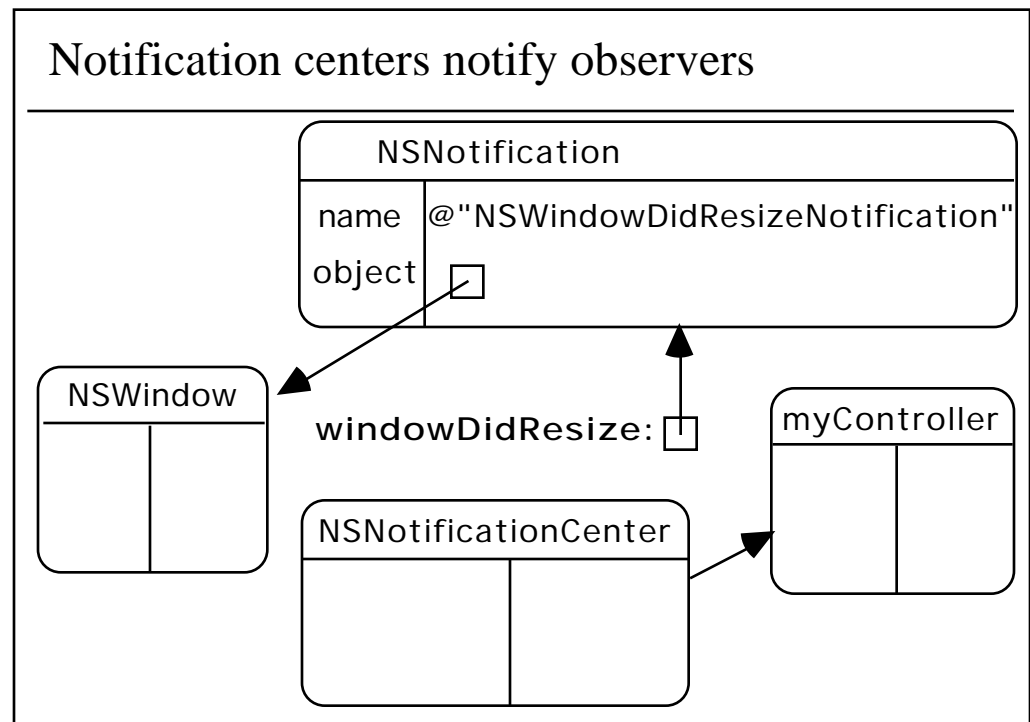 Notification centers notify observers
NSNotification
name @"NSWindowDidResizeNotification"
object
NSWindow
windowDidResize:
myController
NSNotificationCenter